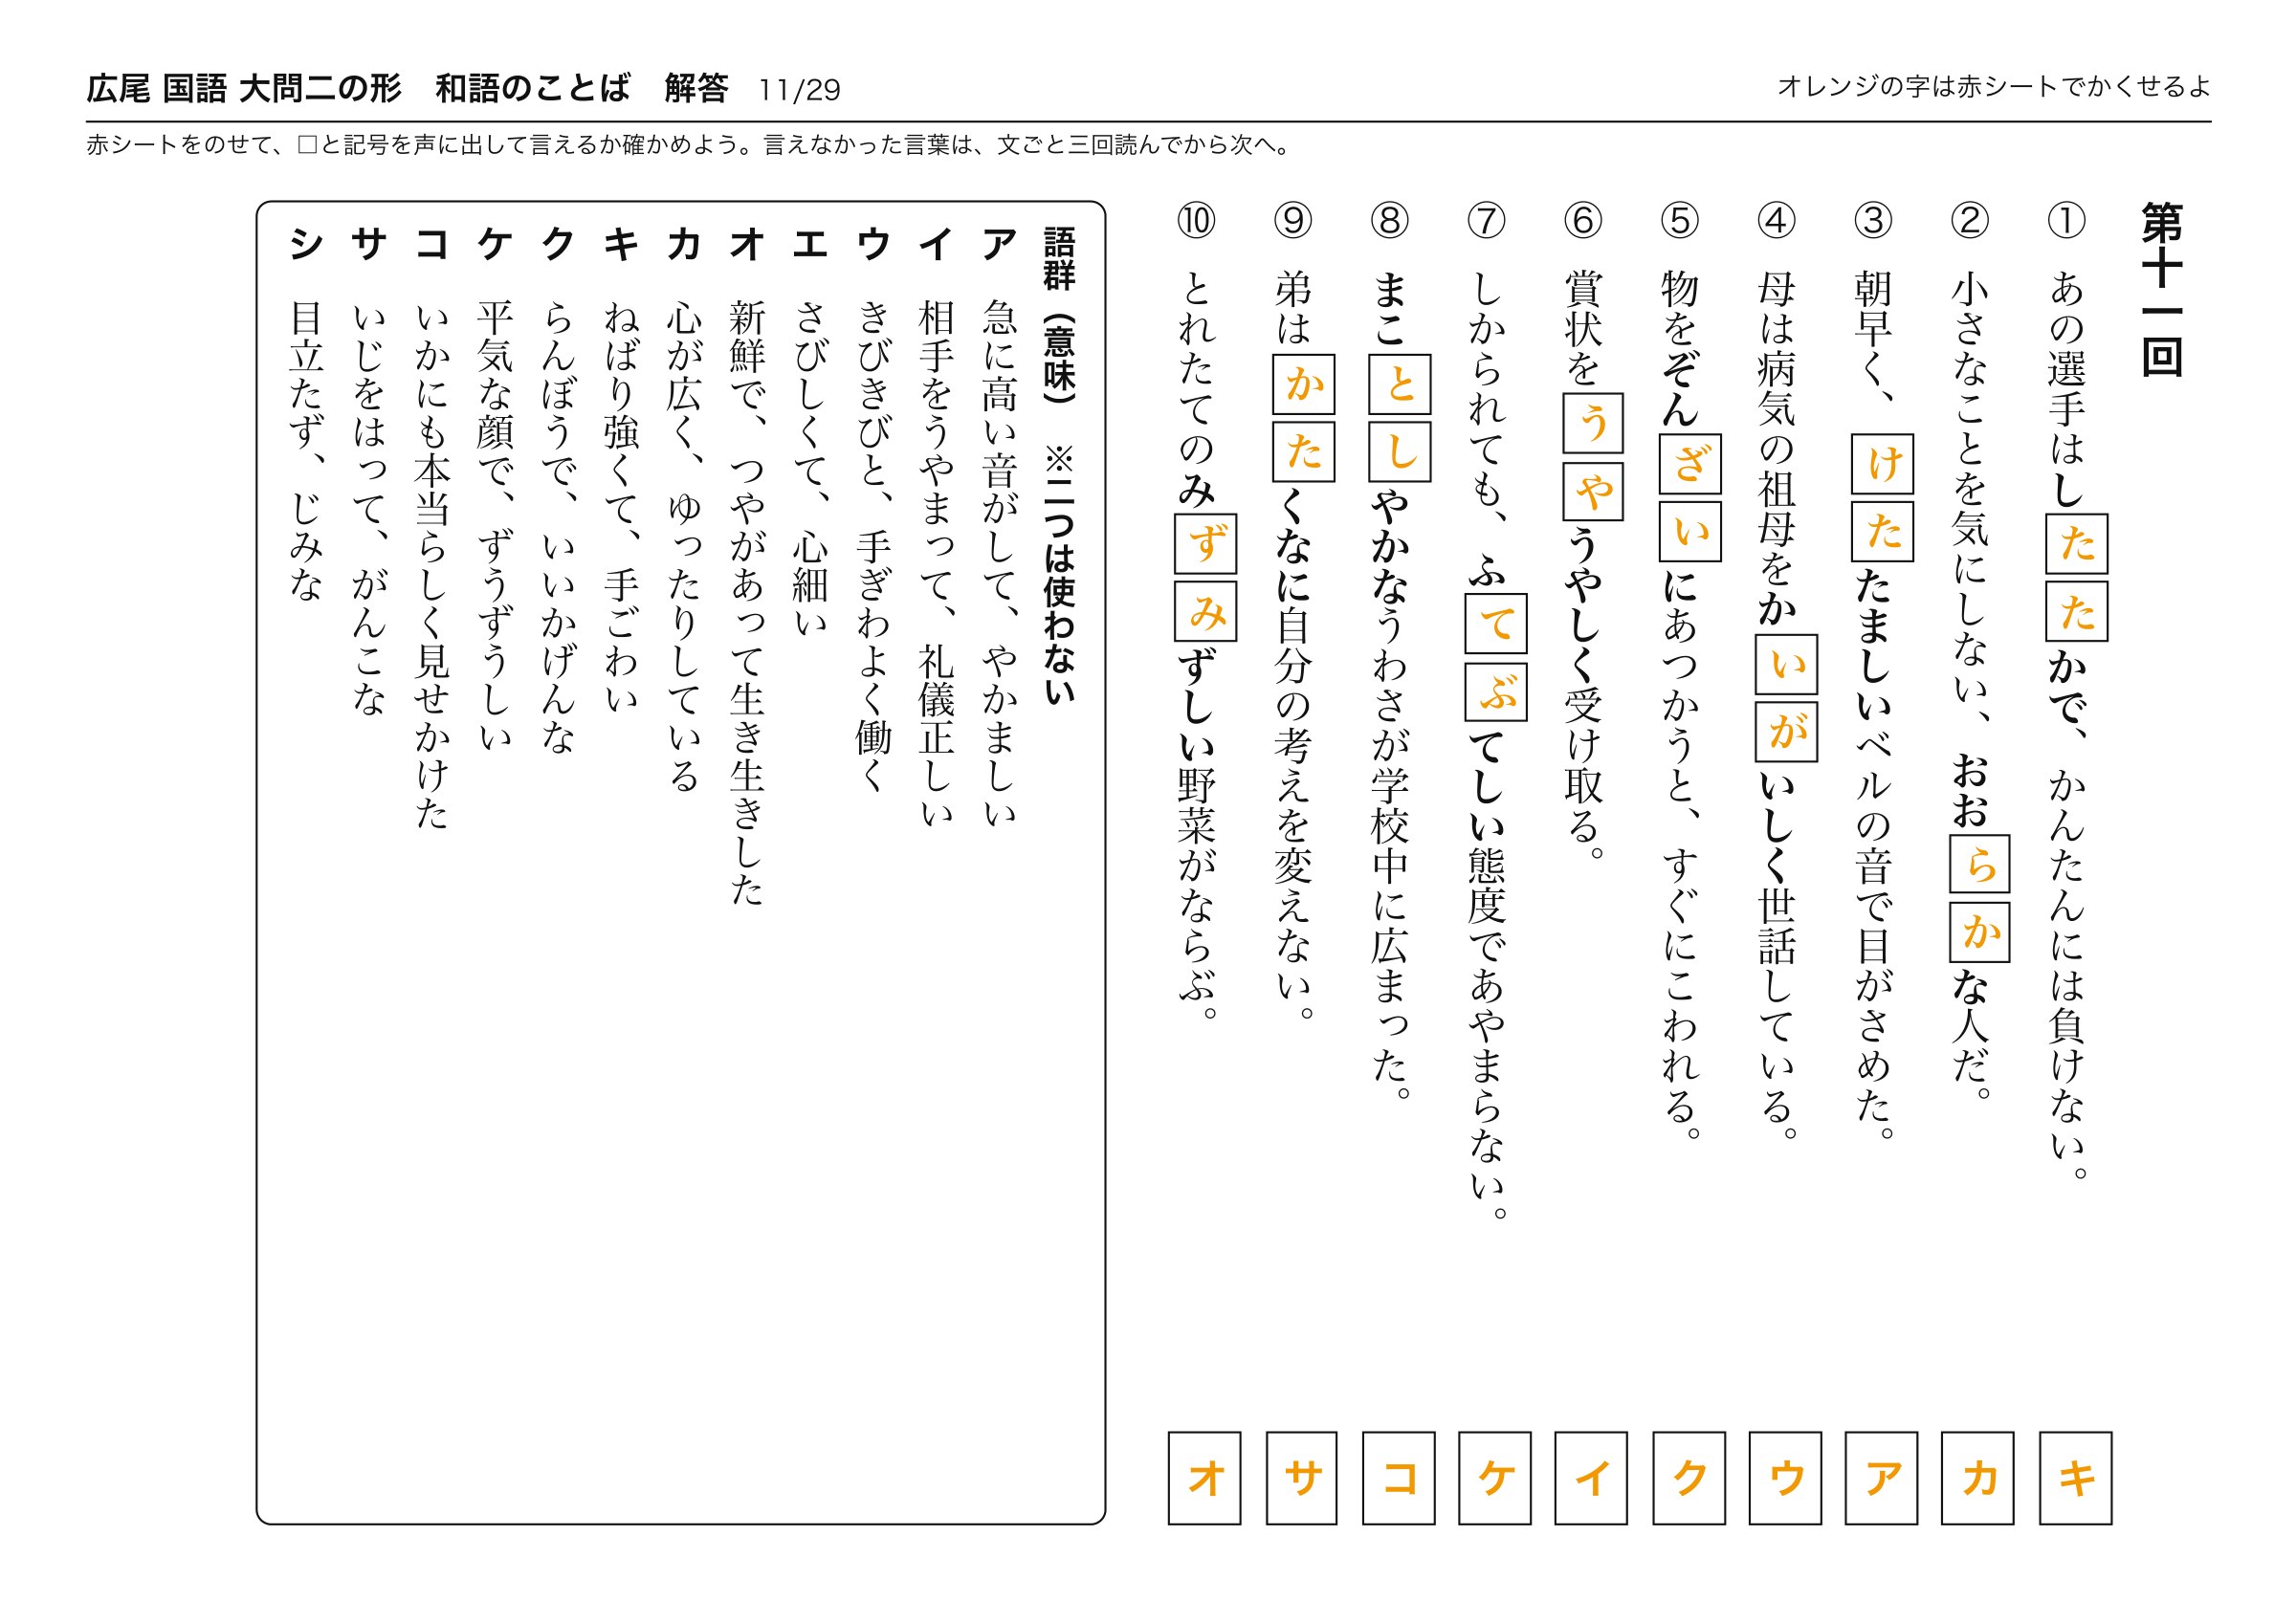 広尾 国語 大問二の形　和語のことば　解答　11/29
オレンジの字は赤シートでかくせるよ
赤シートをのせて、□と記号を声に出して言えるか確かめよう。言えなかった言葉は、文ごと三回読んでから次へ。
第十一回
① あの選手はしたたかで、かんたんには負けない。 キ
② 小さなことを気にしない、おおらかな人だ。 カ
③ 朝早く、けたたましいベルの音で目がさめた。 ア
④ 母は病気の祖母をかいがいしく世話している。 ウ
⑤ 物をぞんざいにあつかうと、すぐにこわれる。 ク
⑥ 賞状をうやうやしく受け取る。 イ
⑦ しかられても、ふてぶてしい態度であやまらない。 ケ
⑧ まことしやかなうわさが学校中に広まった。 コ
⑨ 弟はかたくなに自分の考えを変えない。 サ
⑩ とれたてのみずみずしい野菜がならぶ。 オ
語群（意味）　※二つは使わない
ア　急に高い音がして、やかましい
イ　相手をうやまって、礼儀正しい
ウ　きびきびと、手ぎわよく働く
エ　さびしくて、心細い
オ　新鮮で、つやがあって生き生きした
カ　心が広く、ゆったりしている
キ　ねばり強くて、手ごわい
ク　らんぼうで、いいかげんな
ケ　平気な顔で、ずうずうしい
コ　いかにも本当らしく見せかけた
サ　いじをはって、がんこな
シ　目立たず、じみな